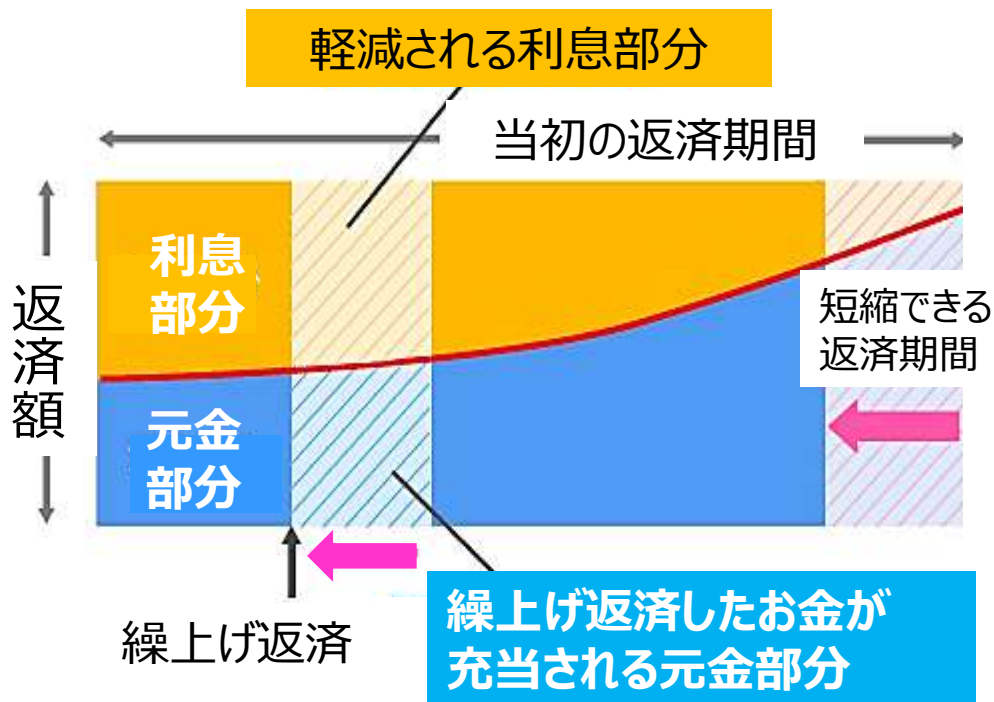 軽減される利息部分
当初の返済期間
利息
部分
返済額
短縮できる
返済期間
元金
部分
繰上げ返済
繰上げ返済したお金が
充当される元金部分